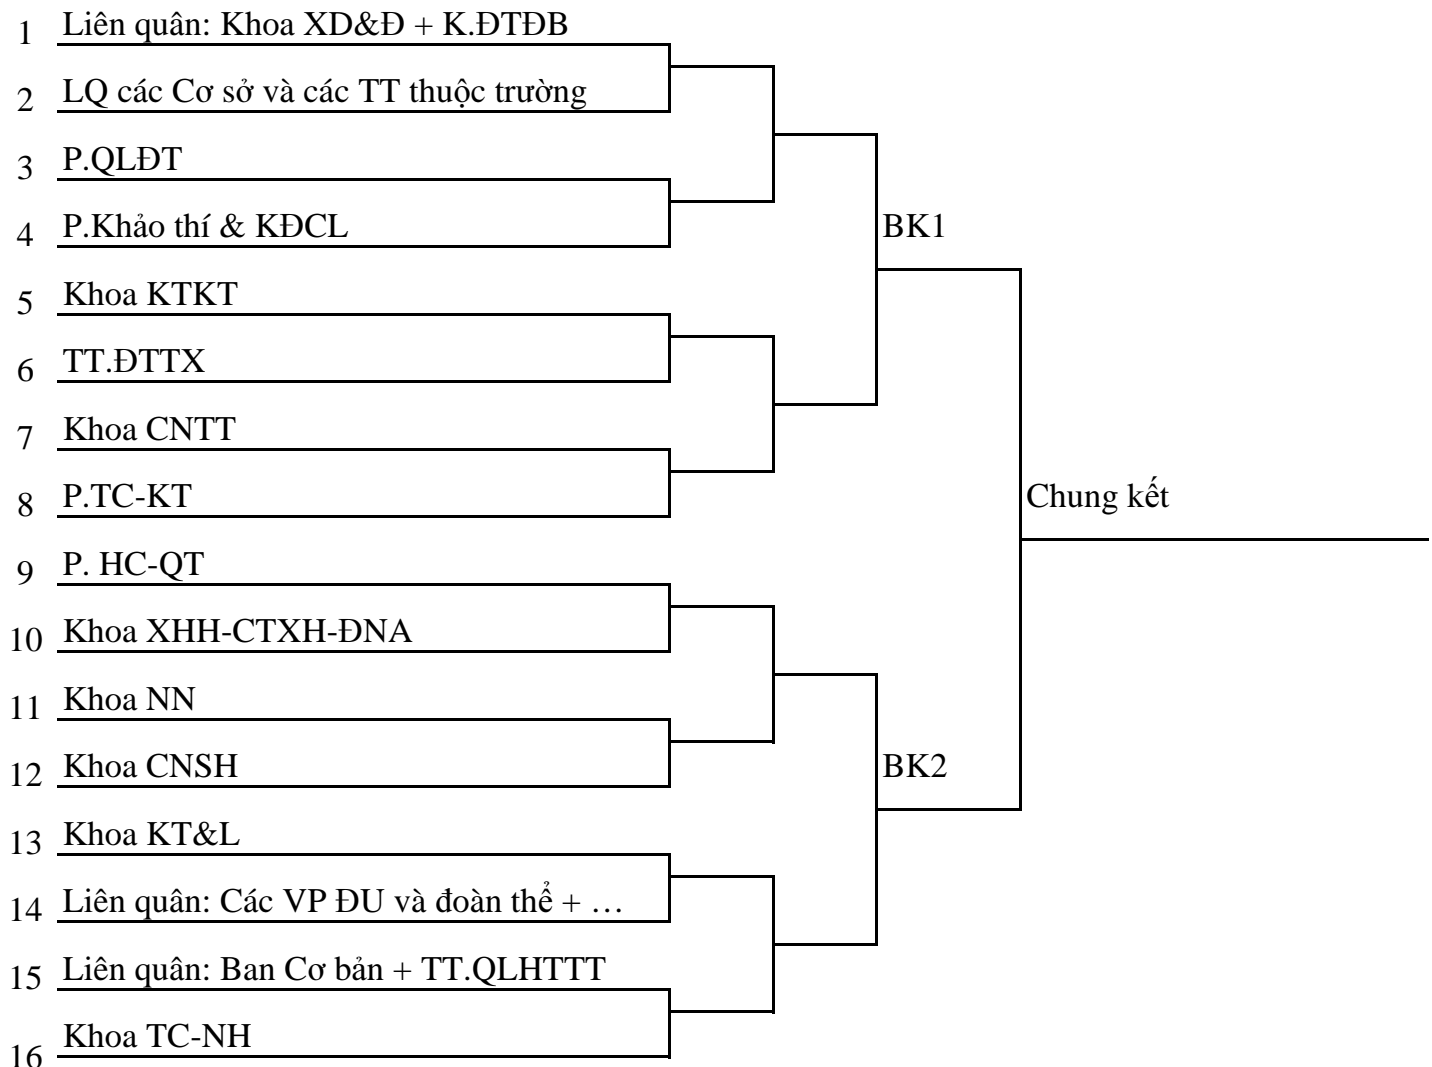 1 Liên quân: Khoa XD&Đ + K.ĐTĐB
2 LQ các Cơ sở và các TT thuộc trường
3 P.QLĐT
4 P.Khảo thí & KĐCL
BK1
5 Khoa KTKT
6 TT.ĐTTX
7 Khoa CNTT
8 P.TC-KT
Chung kết
9 P. HC-QT
10 Khoa XHH-CTXH-ĐNA
11 Khoa NN
12 Khoa CNSH
BK2
13 Khoa KT&L
14 Liên quân: Các VP ĐU và đoàn thể + …
15 Liên quân: Ban Cơ bản + TT.QLHTTT
16 Khoa TC-NH